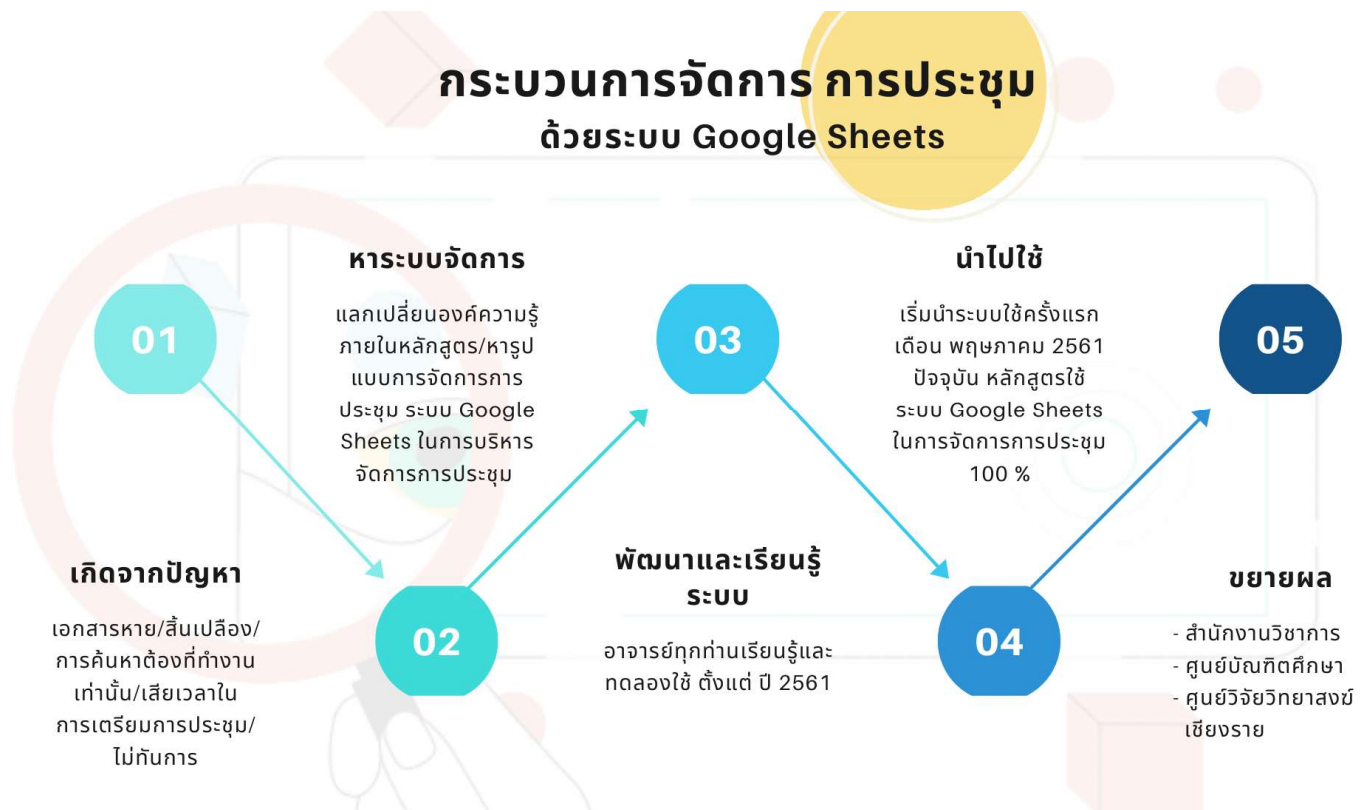 กระบวนการจัดการ การประชุม
ด้วยระบบ Google Sheets
01
เกิดจากปัญหา
เอกสารหาย/สิ้นเปลือง/
การค้นหาต้องที่ทำงาน
เท่านั้น/เสียเวลาใน
การเตรียมการประชุม/
ไม่ทันการ
หาระบบจัดการ
แลกเปลี่ยนองค์ความรู้
ภายในหลักสูตร/หารูป
แบบการจัดการการ
ประชุม ระบบ Google
Sheets ในการบริหาร
จัดการการประชุม
02
03
พัฒนาและเรียนรู้
ระบบ
อาจารย์ทุกท่านเรียนรู้และ
ทดลองใช้ ตั้งแต่ ปี 2561
นำไปใช้
เริ่มนำระบบใช้ครั้งแรก
เดือน พฤษภาคม 2561
ปัจจุบัน หลักสูตรใช้
ระบบ Google Sheets
ในการจัดการการประชุม
100 %
04
05
ขยายผล
- สำนักงานวิชาการ
- ศูนย์บัณฑิตศึกษา
- ศูนย์วิจัยวิทยาสงฆ์
เชียงราย